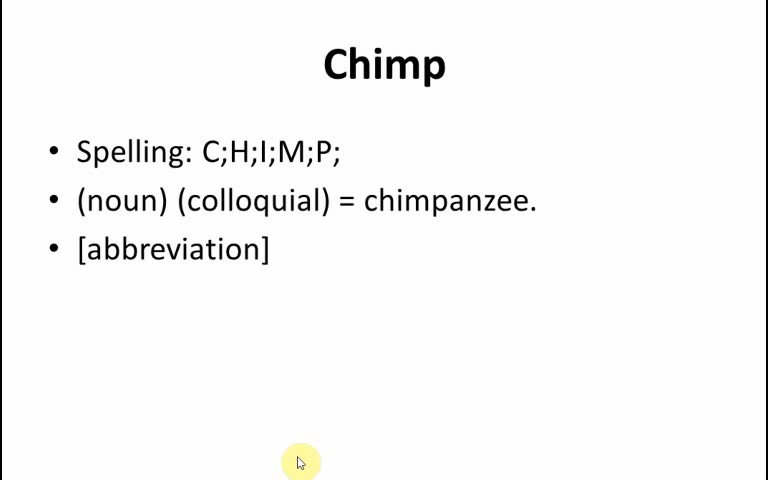 Chimp
• Spelling: C;H;I;M;P;
• (noun) (colloquial) = chimpanzee.
• [abbreviation]